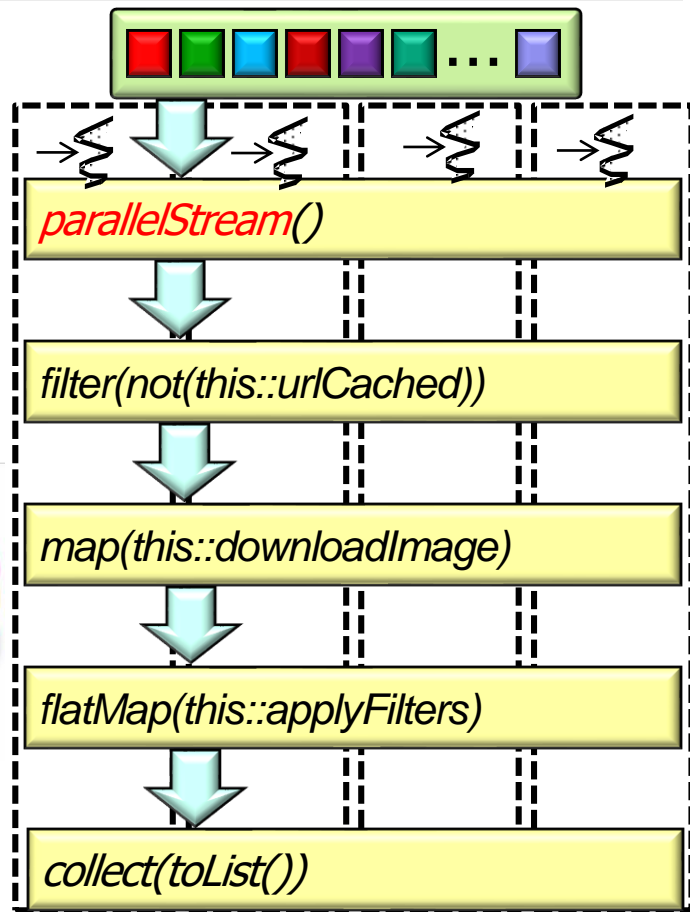 ...
parallelStream()
filter(not(this::urlCached))
map(this::downloadImage)
flatMap(this::applyFilters)
collect(toList())